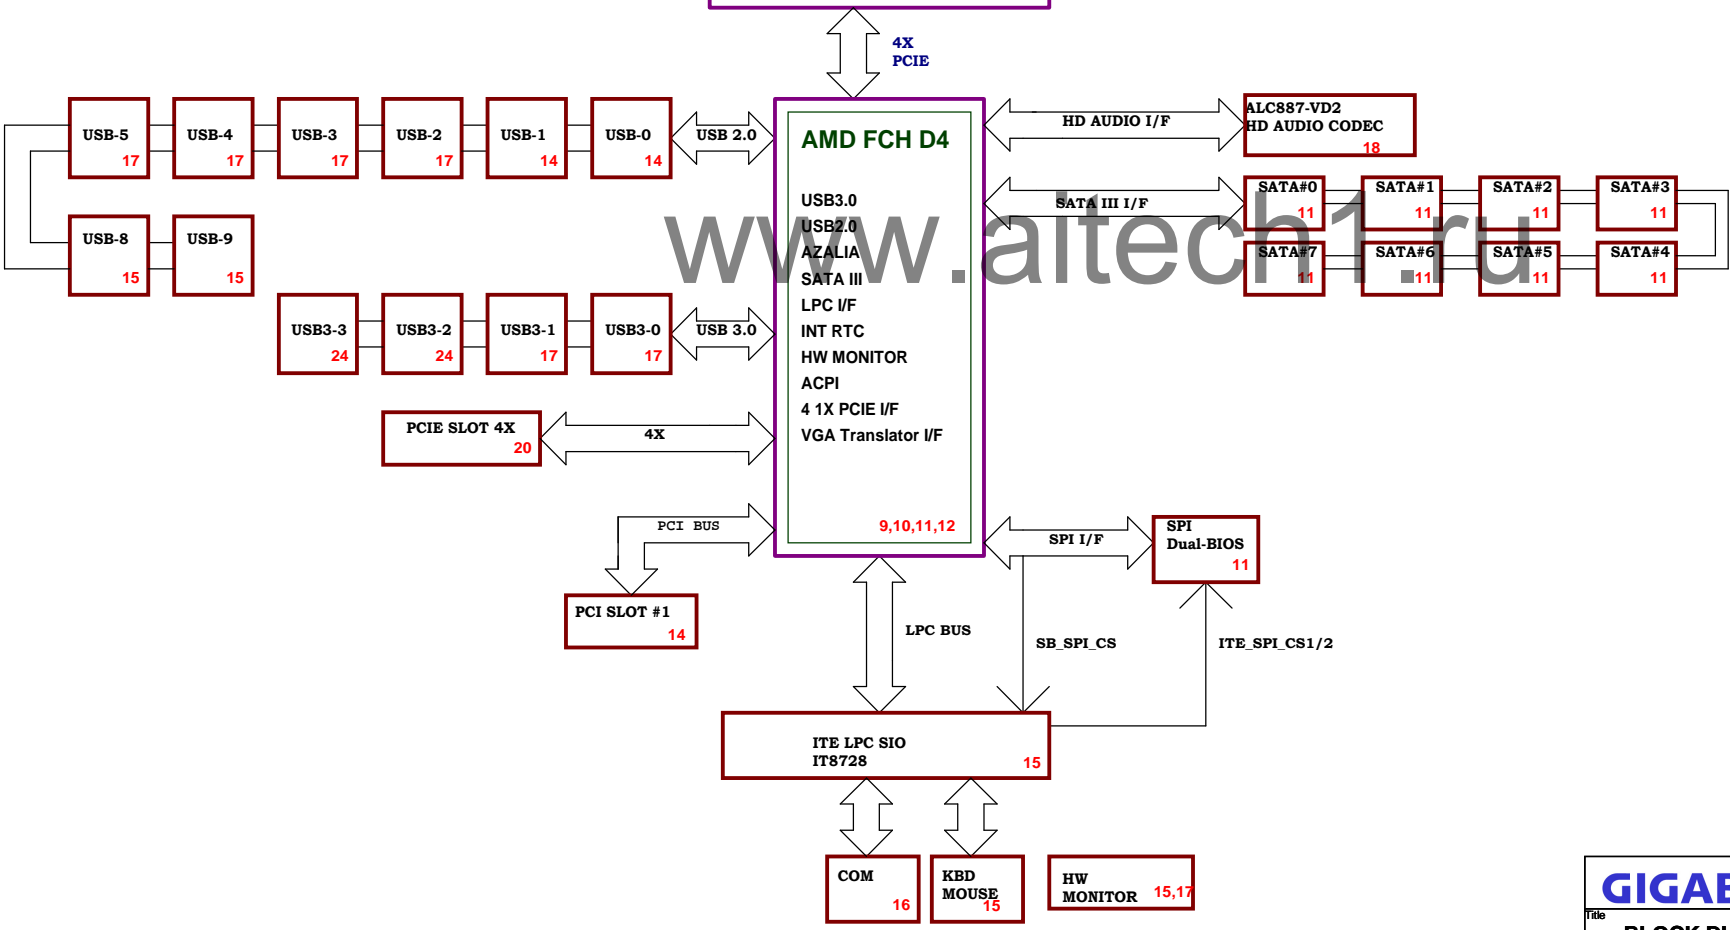 4X
PCIE
USB-5
17
USB-4
17
USB-3
17
USB-2
17
USB-1
14
USB-0
14
USB 2.0
AMD FCH D4
USB3.0
USB2.0
AZALIA
SATA III
LPC I/F
INT RTC
HW MONITOR
ACPI
4 1X PCIE I/F
VGA Translator I/F
9,10,11,12
HD AUDIO I/F
ALC887-VD2
HD AUDIO CODEC
18
SATA III I/F
SATA#0
11
SATA#1
11
SATA#2
11
SATA#3
11
SATA#7
11
SATA#6
11
SATA#5
11
SATA#4
11
www.aitech1.ru
USB-8
15
USB-9
15
USB3-3
24
USB3-2
24
USB3-1
17
USB3-0
17
USB 3.0
PCIE SLOT 4X
20
4X
PCI BUS
PCI SLOT #1
14
SPI I/F
SPI
Dual-BIOS
11
LPC BUS
SB_SPI_CS
ITE_SPI_CS1/2
ITE LPC SIO
IT8728
15
COM
16
KBD
MOUSE
15
HW
MONITOR
15,17
Title